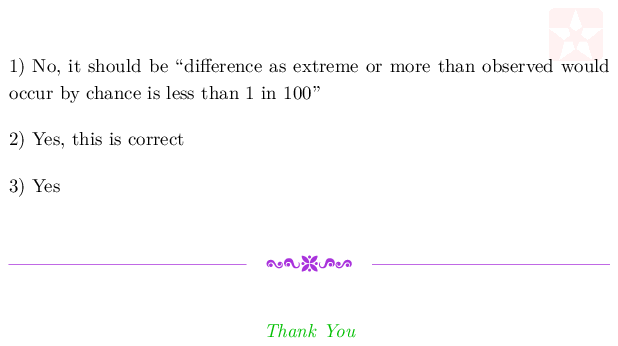 1) No, it should be “difference as extreme or more than observed would
occur by chance is less than 1 in 100”
2) Yes, this is correct
3) Yes
Thank You